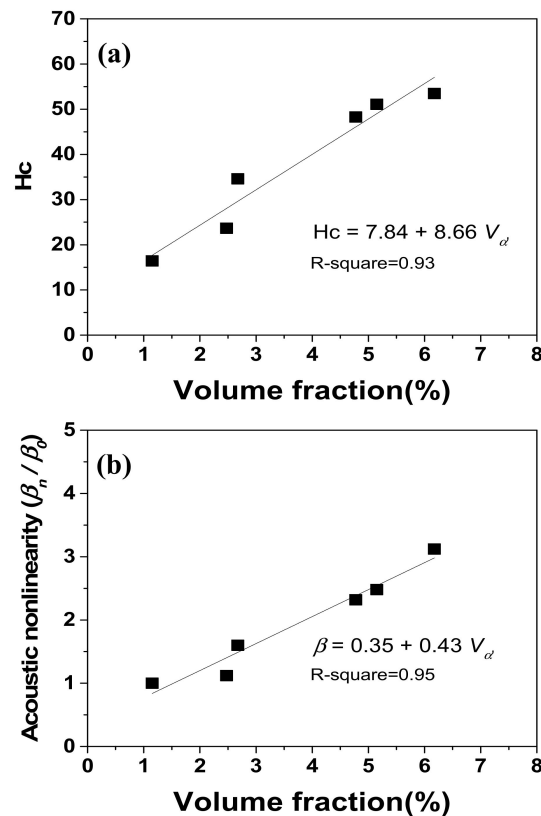 (a)
70
60
50
40
30
20
10
0
Hc
Hc = 7.84 + 8.66 V_α'
R-square=0.93
0 1 2 3 4 5 6 7 8
Volume fraction(%)
(b)
5
4
3
2
1
0
Acoustic nonlinearity (β_n / β_0)
β = 0.35 + 0.43 V_α'
R-square=0.95
0 1 2 3 4 5 6 7 8
Volume fraction(%)